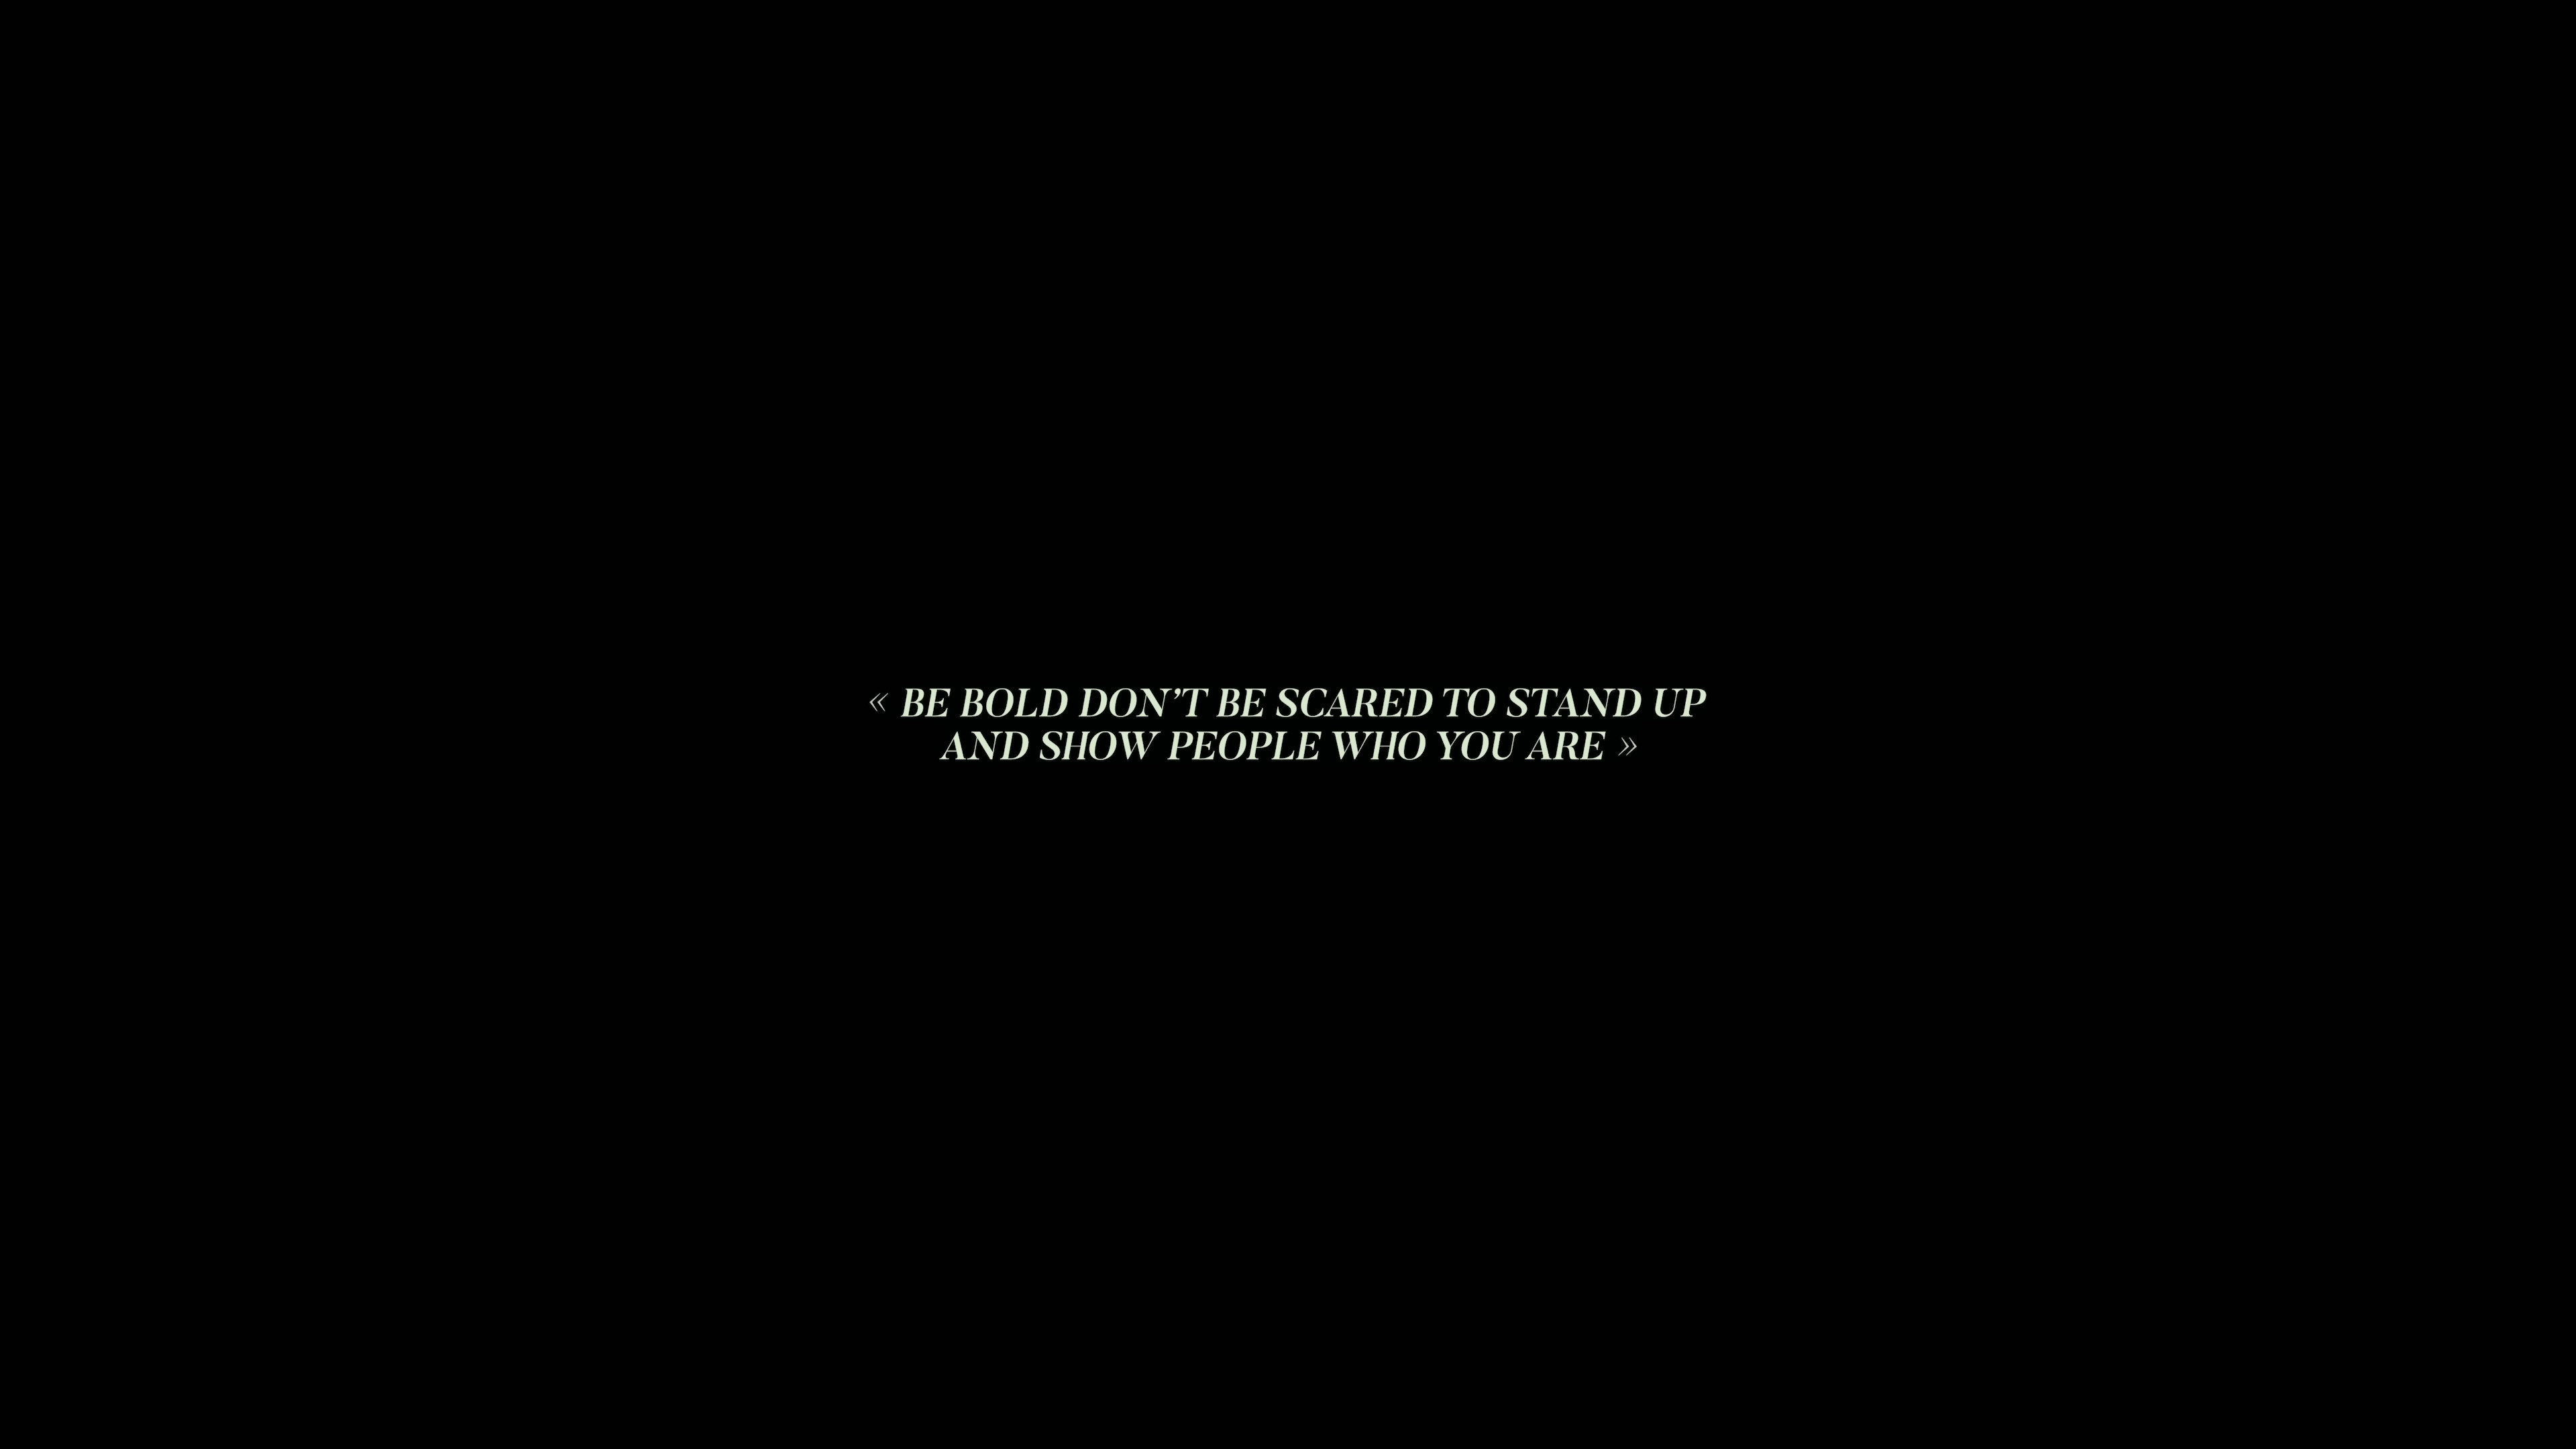 « BE BOLD DON’T BE SCARED TO STAND UP
AND SHOW PEOPLE WHO YOU ARE »